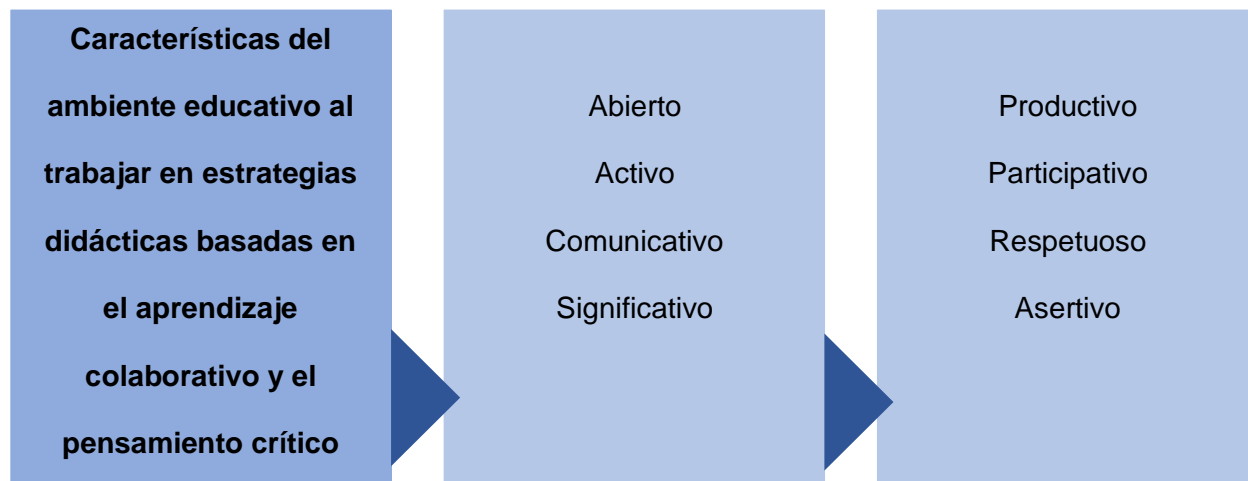 Características del
ambiente educativo al
trabajar en estrategias
didácticas basadas en
el aprendizaje
colaborativo y el
pensamiento crítico
Abierto
Activo
Comunicativo
Significativo
Productivo
Participativo
Respetuoso
Asertivo